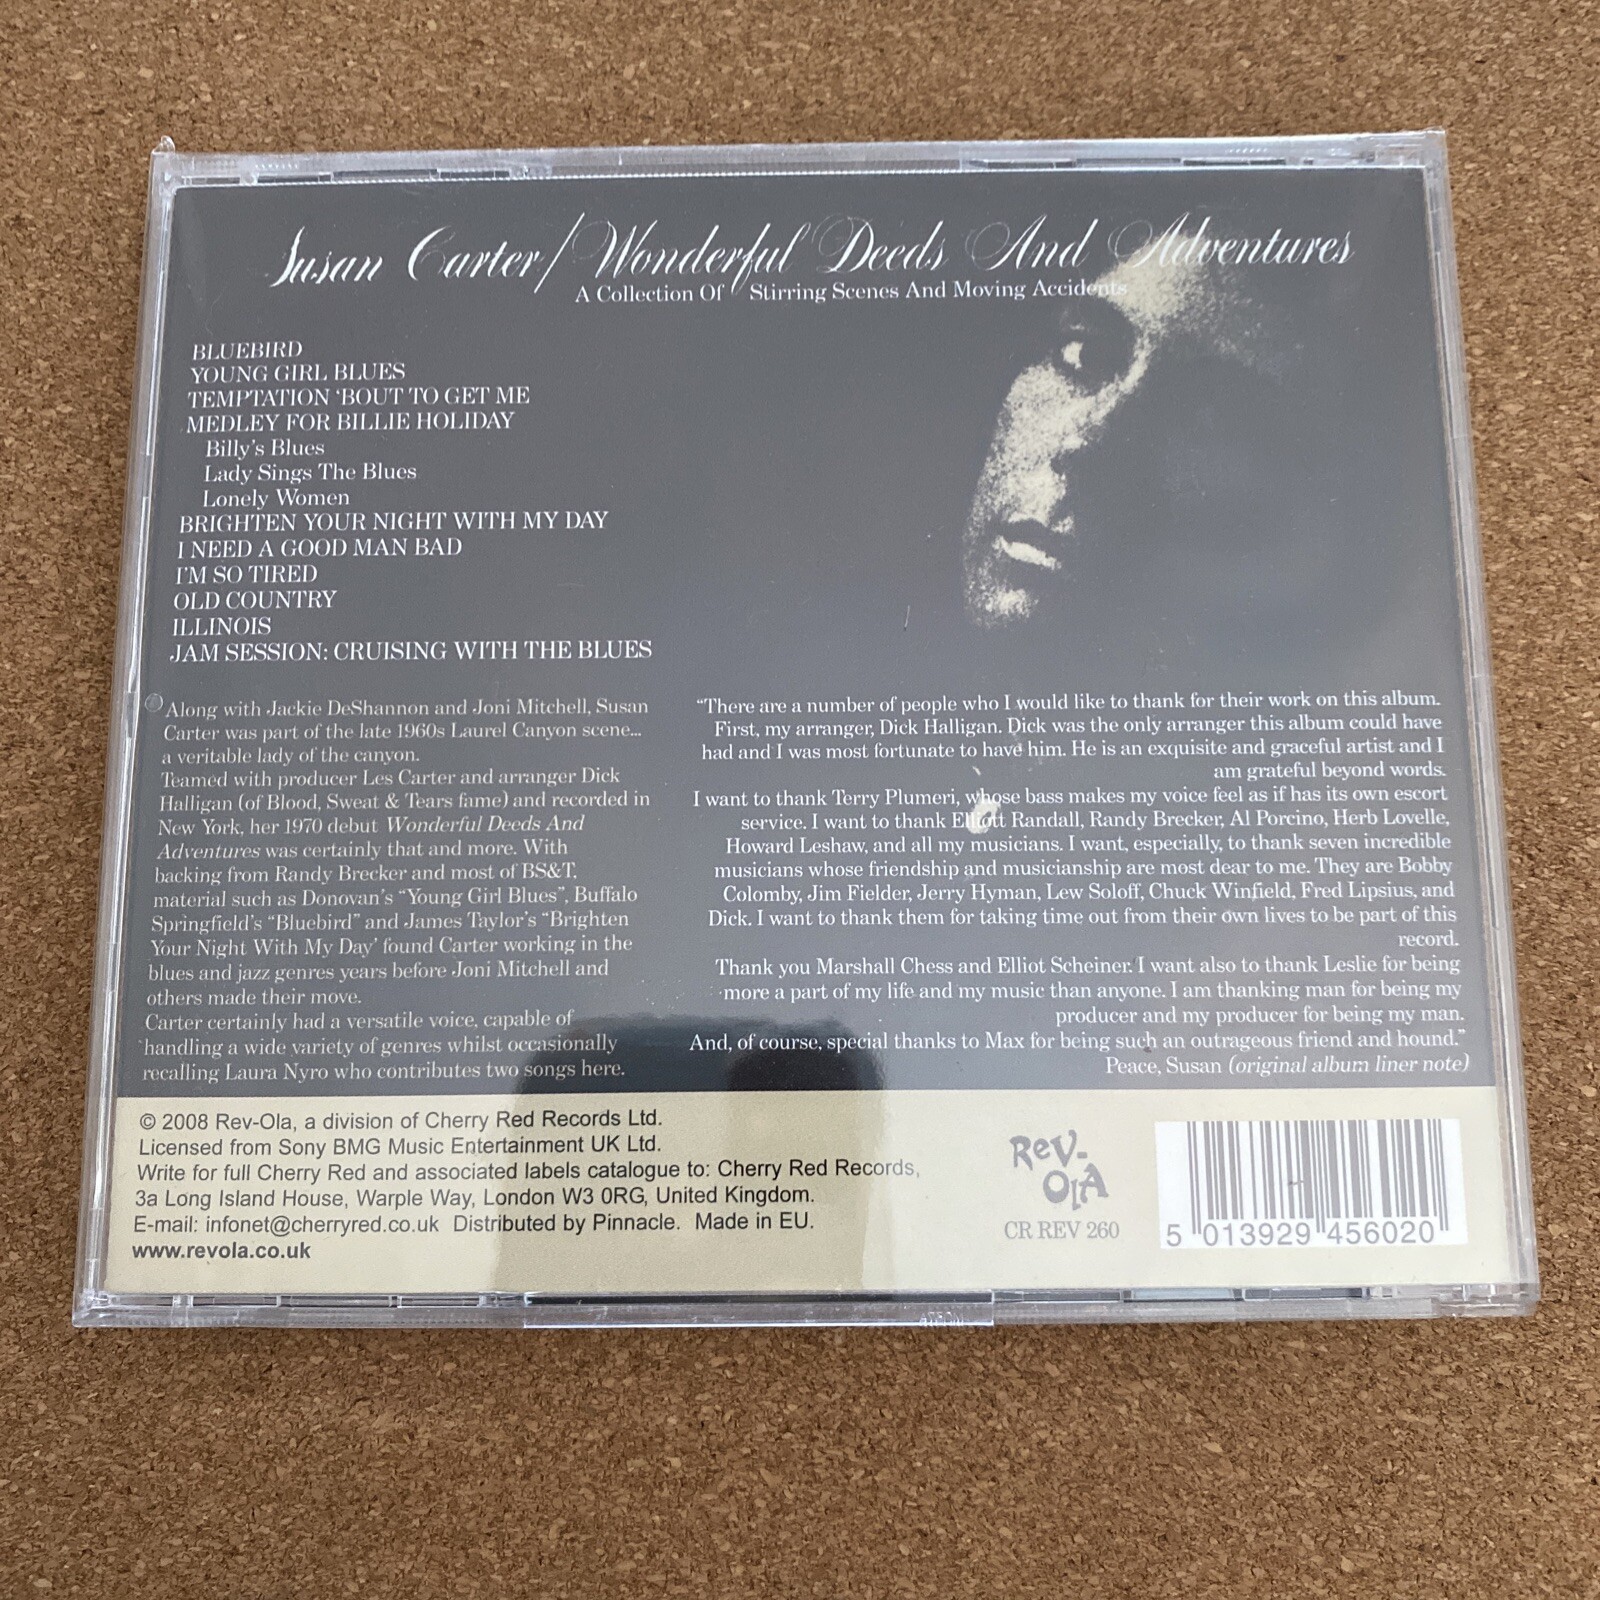 Susan Carter/Wonderful Deeds And Adventures
A Collection Of Stirring Scenes And Moving Accidents
BLUEBIRD
YOUNG GIRL BLUES
TEMPTATION 'BOUT TO GET ME
MEDLEY FOR BILLIE HOLIDAY
Billy's Blues
Lady Sings The Blues
Lonely Women
BRIGHTEN YOUR NIGHT WITH MY DAY
I NEED A GOOD MAN BAD
I'M SO TIRED
OLD COUNTRY
ILLINOIS
JAM SESSION: CRUISING WITH THE BLUES
Along with Jackie DeShannon and Joni Mitchell, Susan
Carter was part of the late 1960s Laurel Canyon scene...
a veritable lady of the canyon.
Teamed with producer Les Carter and arranger Dick
Halligan (of Blood, Sweat & Tears fame) and recorded in
New York, her 1970 debut Wonderful Deeds And
Adventures was certainly that and more. With
backing from Randy Brecker and most of BS&T,
material such as Donovan's "Young Girl Blues", Buffalo
Springfield's "Bluebird" and James Taylor's "Brighten
Your Night With My Day' found Carter working in the
blues and jazz genres years before Joni Mitchell and
others made their move.
Carter certainly had a versatile voice, capable of
handling a wide variety of genres whilst occasionally
recalling Laura Nyro who contributes two songs here.
"There are a number of people who I would like to thank for their work on this album.
First, my arranger, Dick Halligan. Dick was the only arranger this album could have
had and I was most fortunate to have him. He is an exquisite and graceful artist and I
am grateful beyond words.
I want to thank Terry Plumeri, whose bass makes my voice feel as if has its own escort
service. I want to thank Elliott Randall, Randy Brecker, Al Porcino, Herb Lovelle,
Howard Leshaw, and all my musicians. I want, especially, to thank seven incredible
musicians whose friendship and musicianship are most dear to me. They are Bobby
Colomby, Jim Fielder, Jerry Hyman, Lew Soloff, Chuck Winfield, Fred Lipsius, and
Dick. I want to thank them for taking time out from their own lives to be part of this
record.
Thank you Marshall Chess and Elliot Scheiner. I want also to thank Leslie for being
more a part of my life and my music than anyone. I am thanking man for being my
producer and my producer for being my man.
And, of course, special thanks to Max for being such an outrageous friend and hound."
Peace, Susan (original album liner note)
© 2008 Rev-Ola, a division of Cherry Red Records Ltd.
Licensed from Sony BMG Music Entertainment UK Ltd.
Write for full Cherry Red and associated labels catalogue to: Cherry Red Records,
3a Long Island House, Warple Way, London W3 0RG, United Kingdom.
E-mail: infonet@cherryred.co.uk Distributed by Pinnacle. Made in EU.
www.revola.co.uk
ReV-
OlA
CR REV 260
5 013929 456020